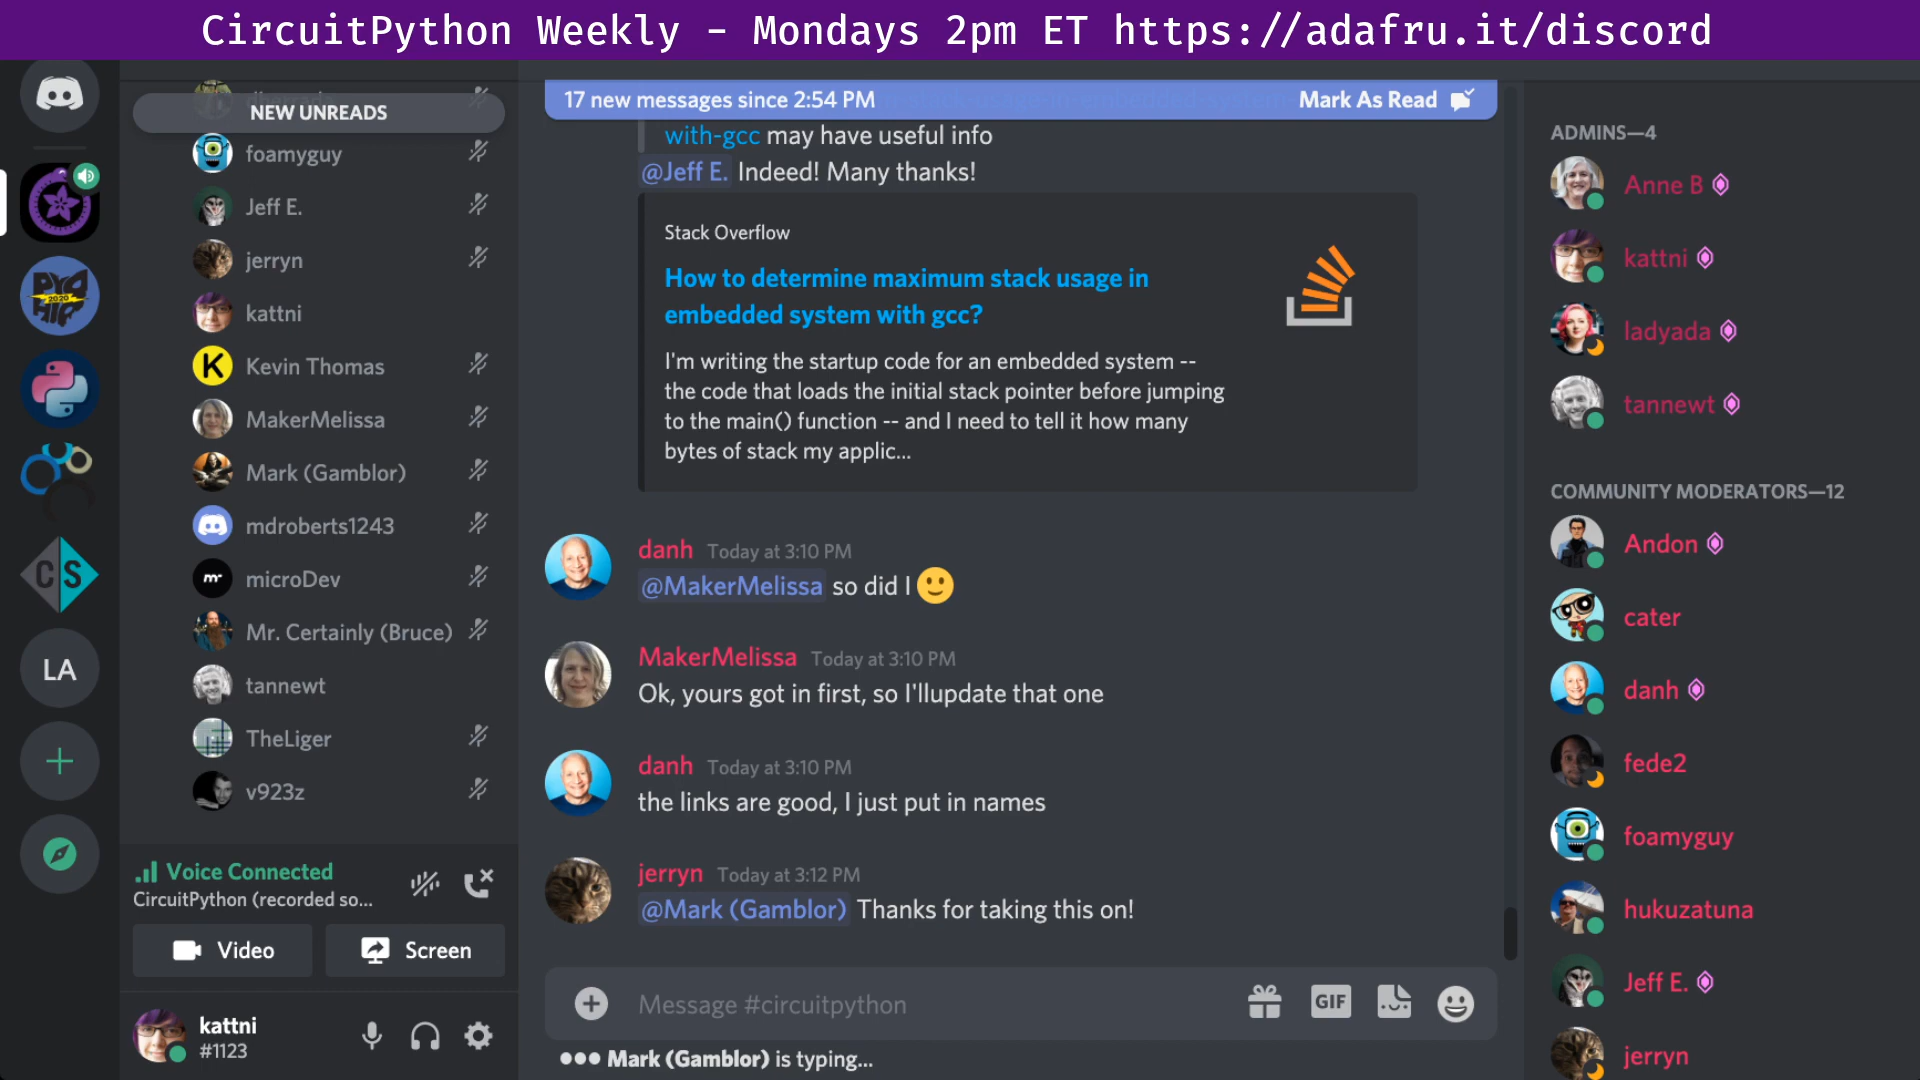 CircuitPython Weekly - Mondays 2pm ET https://adafru.it/discord
NEW UNREADS
foamyguy
Jeff E.
jerryn
kattni
Kevin Thomas
MakerMelissa
Mark (Gamblor)
mdroberts1243
microDev
Mr. Certainly (Bruce)
tannewt
TheLiger
v923z
Voice Connected
CircuitPython (recorded so...
Video
Screen
kattni
#1123
PYO
2020
CS
LA
K
17 new messages since 2:54 PM
Mark As Read
with-gcc may have useful info
@Jeff E. Indeed! Many thanks!
Stack Overflow
How to determine maximum stack usage in
embedded system with gcc?
I'm writing the startup code for an embedded system --
the code that loads the initial stack pointer before jumping
to the main() function -- and I need to tell it how many
bytes of stack my applic...
danh Today at 3:10 PM
@MakerMelissa so did I 🙂
MakerMelissa Today at 3:10 PM
Ok, yours got in first, so I'llupdate that one
danh Today at 3:10 PM
the links are good, I just put in names
jerryn Today at 3:12 PM
@Mark (Gamblor) Thanks for taking this on!
Message #circuitpython
GIF
Mark (Gamblor) is typing...
ADMINS—4
Anne B
kattni
ladyada
tannewt
COMMUNITY MODERATORS—12
Andon
cater
danh
fede2
foamyguy
hukuzatuna
Jeff E.
jerryn